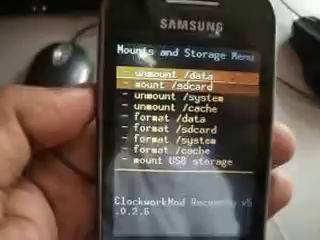 SAMSUNG
Mounts and Storage Menu
- unmount /data
- mount /sdcard
- unmount /system
- unmount /cache
- format /data
- format /sdcard
- format /system
- format /cache
- mount USB storage
ClockworkMod Recovery v5
.0.2.6